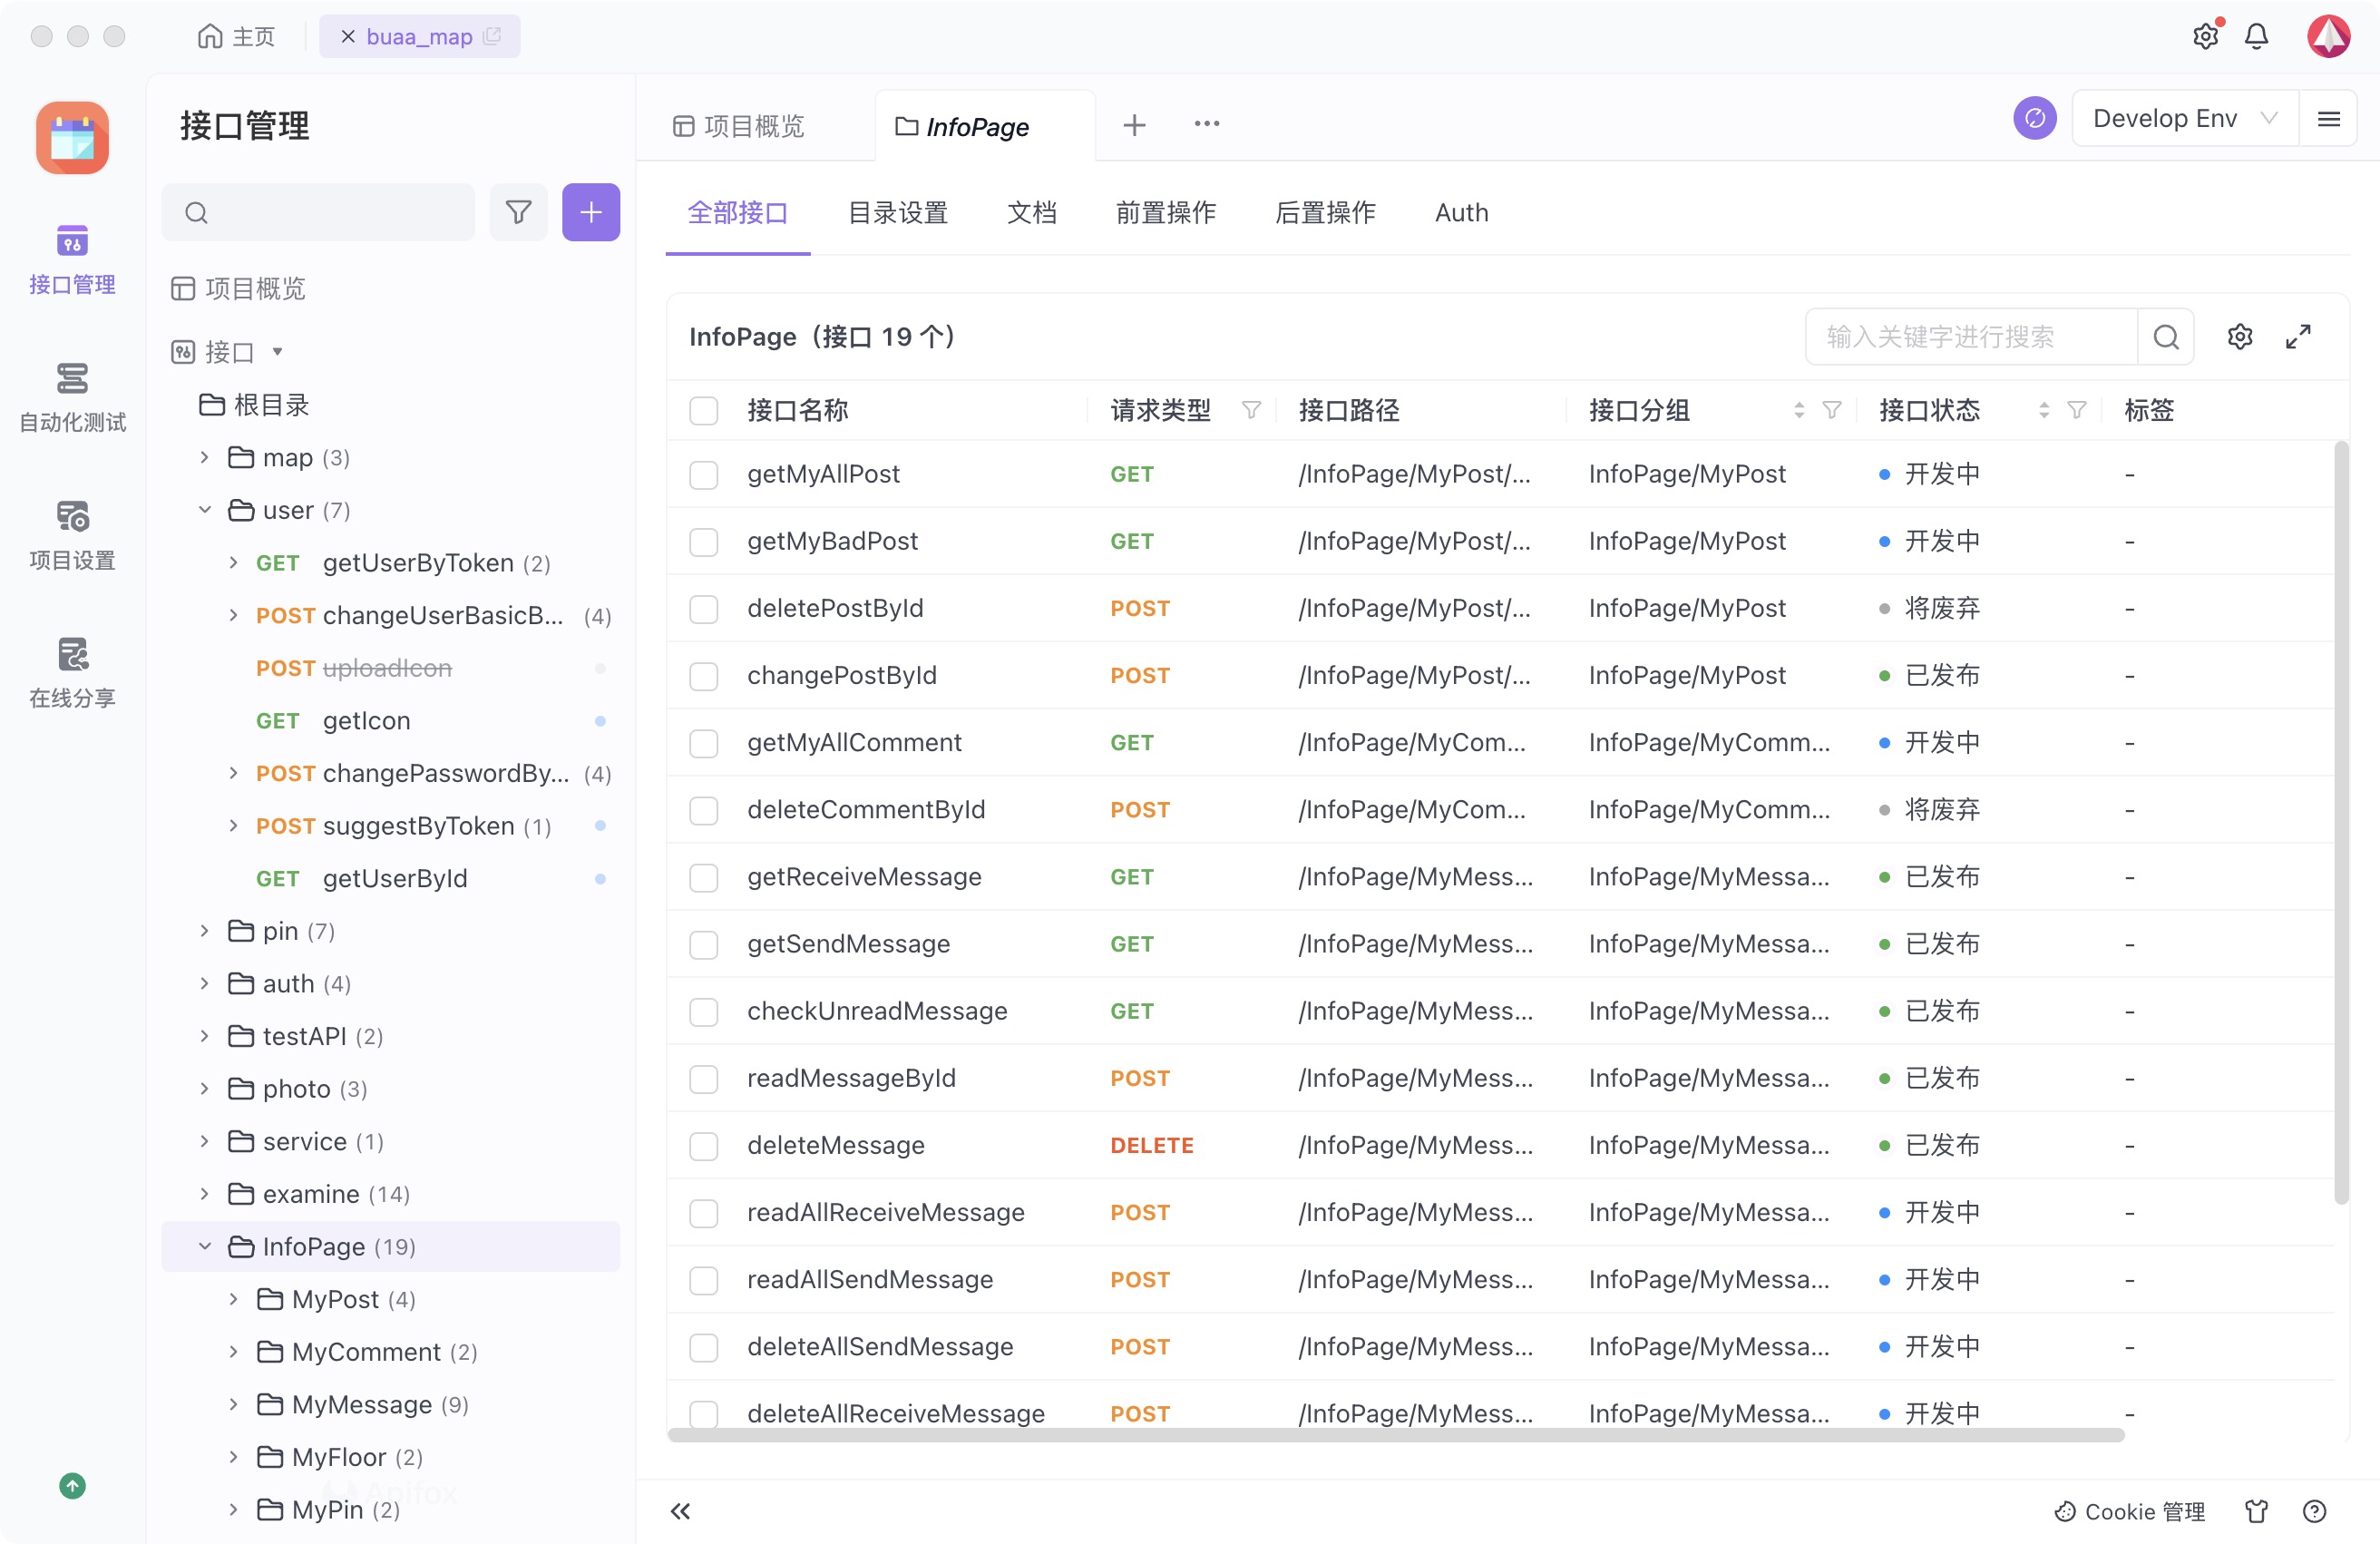 主页
buaa_map
接口管理
自动化测试
项目设置
在线分享
接口管理
项目概览
接口
根目录
map (3)
user (7)
GET getUserByToken (2)
POST changeUserBasicB... (4)
POST uploadIcon
GET getIcon
POST changePasswordBy... (4)
POST suggestByToken (1)
GET getUserById
pin (7)
auth (4)
testAPI (2)
photo (3)
service (1)
examine (14)
InfoPage (19)
MyPost (4)
MyComment (2)
MyMessage (9)
MyFloor (2)
Apifox
MyPin (2)
项目概览 InfoPage
Develop Env
全部接口 目录设置 文档 前置操作 后置操作 Auth
InfoPage（接口 19 个）
输入关键字进行搜索
接口名称 请求类型 接口路径 接口分组 接口状态 标签
getMyAllPost GET /InfoPage/MyPost/... InfoPage/MyPost 开发中 -
getMyBadPost GET /InfoPage/MyPost/... InfoPage/MyPost 开发中 -
deletePostById POST /InfoPage/MyPost/... InfoPage/MyPost 将废弃 -
changePostById POST /InfoPage/MyPost/... InfoPage/MyPost 已发布 -
getMyAllComment GET /InfoPage/MyCom... InfoPage/MyComm... 开发中 -
deleteCommentById POST /InfoPage/MyCom... InfoPage/MyComm... 将废弃 -
getReceiveMessage GET /InfoPage/MyMess... InfoPage/MyMessa... 已发布 -
getSendMessage GET /InfoPage/MyMess... InfoPage/MyMessa... 已发布 -
checkUnreadMessage GET /InfoPage/MyMess... InfoPage/MyMessa... 已发布 -
readMessageById POST /InfoPage/MyMess... InfoPage/MyMessa... 已发布 -
deleteMessage DELETE /InfoPage/MyMess... InfoPage/MyMessa... 已发布 -
readAllReceiveMessage POST /InfoPage/MyMess... InfoPage/MyMessa... 开发中 -
readAllSendMessage POST /InfoPage/MyMess... InfoPage/MyMessa... 开发中 -
deleteAllSendMessage POST /InfoPage/MyMess... InfoPage/MyMessa... 开发中 -
deleteAllReceiveMessage POST /InfoPage/MyMess... InfoPage/MyMessa... 开发中 -
Cookie 管理